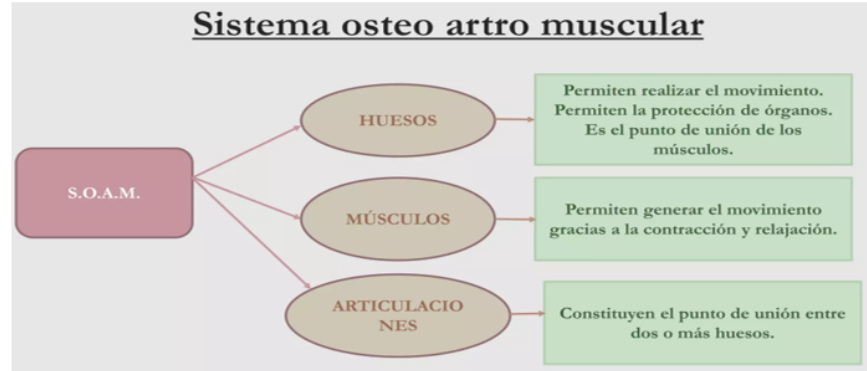 Sistema osteo artro muscular
S.O.A.M.
HUESOS
Permiten realizar el movimiento.
Permiten la protección de órganos.
Es el punto de unión de los
músculos.
MÚSCULOS
Permiten generar el movimiento
gracias a la contracción y relajación.
ARTICULACIO
NES
Constituyen el punto de unión entre
dos o más huesos.